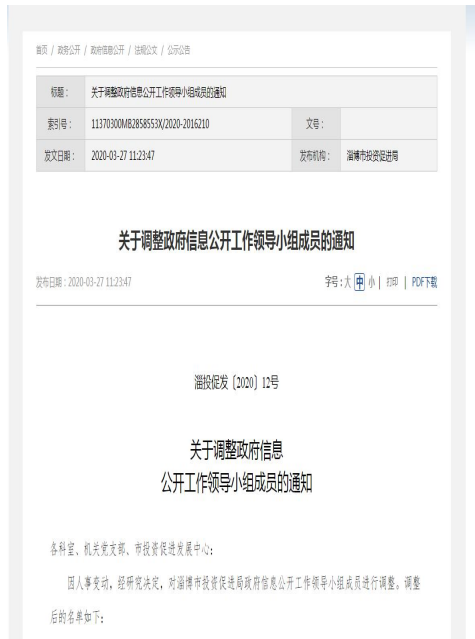 首页 / 政务公开 / 政府信息公开 / 法规公文 / 公示公告
标题： 关于调整政府信息公开工作领导小组成员的通知
索引号： 11370300MB2858553X/2020-2016210 文号：
发文日期： 2020-03-27 11:23:47 发布机构： 淄博市投资促进局
关于调整政府信息公开工作领导小组成员的通知
发布日期：2020-03-27 11:23:47 字号：大 中 小 | 打印 | PDF下载
淄投促发〔2020〕12号
关于调整政府信息
公开工作领导小组成员的通知
各科室、机关党支部、市投资促进发展中心：
因人事变动，经研究决定，对淄博市投资促进局政府信息公开工作领导小组成员进行调整。调整
后的名单如下：